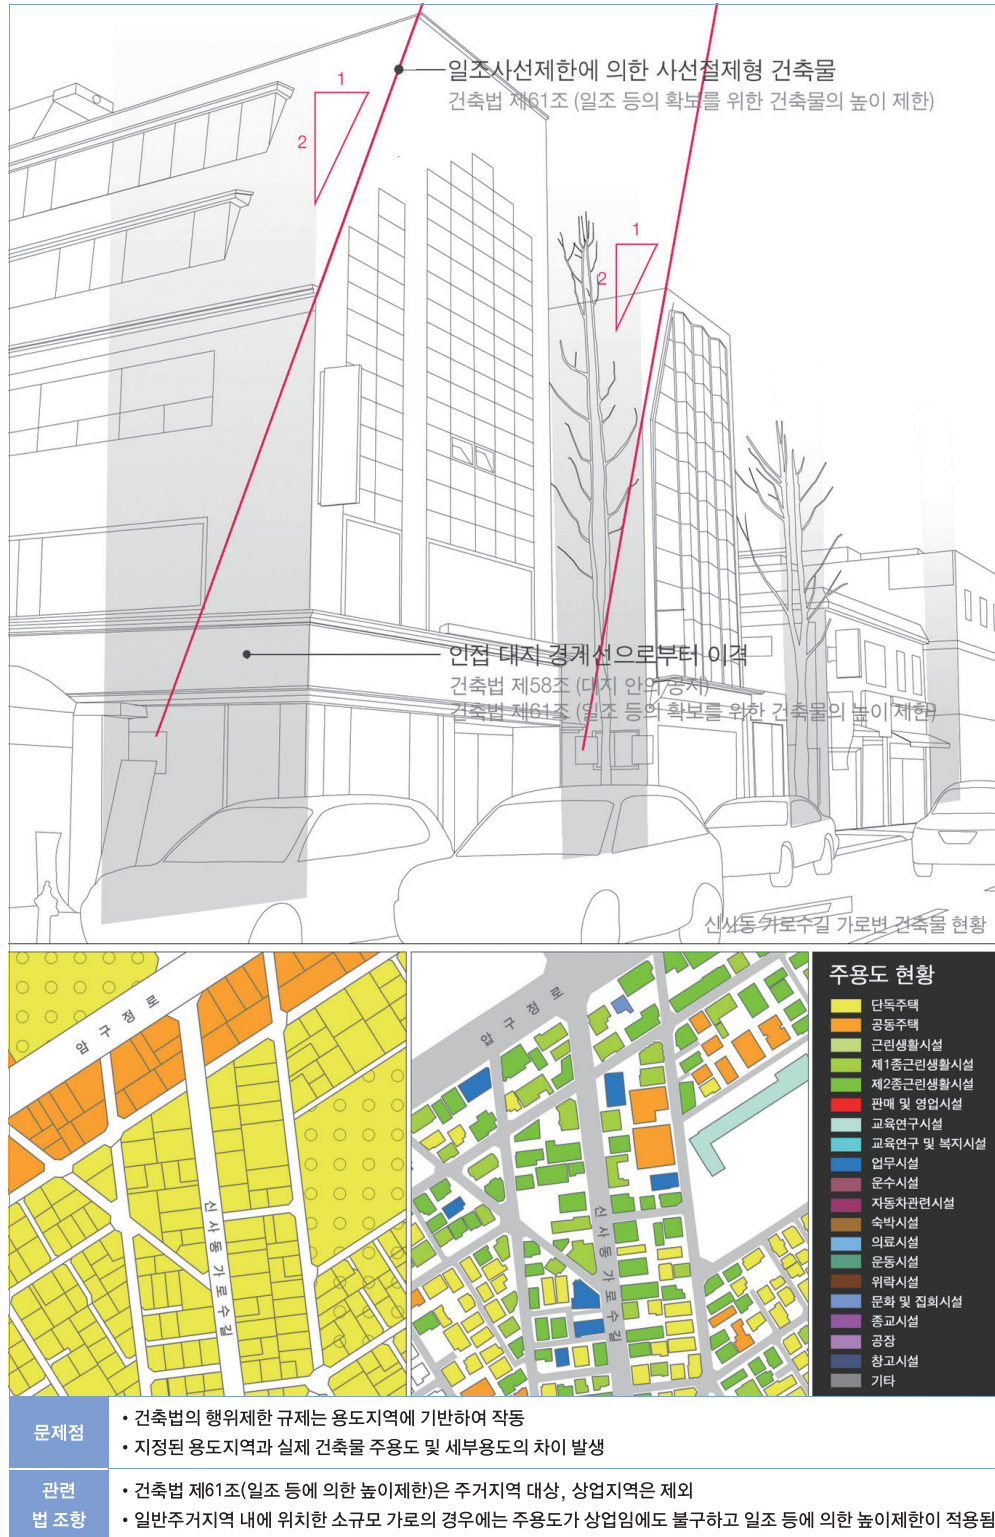 일조사선제한에 의한 사선절제형 건축물
건축법 제61조 (일조 등의 확보를 위한 건축물의 높이 제한)
1
2
1
2
인접 대지 경계선으로부터 이격
건축법 제58조 (대지 안의 공지)
건축법 제61조 (일조 등의 확보를 위한 건축물의 높이 제한)
신사동 가로수길 가로변 건축물 현황
압구정로
신사동 가로수길
압구정로
신사동 가로수길
주용도 현황
단독주택
공동주택
근린생활시설
제1종근린생활시설
제2종근린생활시설
판매 및 영업시설
교육연구시설
교육연구 및 복지시설
업무시설
운수시설
자동차관련시설
숙박시설
의료시설
운동시설
위락시설
문화 및 집회시설
종교시설
공장
창고시설
기타
문제점
• 건축법의 행위제한 규제는 용도지역에 기반하여 작동
• 지정된 용도지역과 실제 건축물 주용도 및 세부용도의 차이 발생
관련
법 조항
• 건축법 제61조(일조 등에 의한 높이제한)은 주거지역 대상, 상업지역은 제외
• 일반주거지역 내에 위치한 소규모 가로의 경우에는 주용도가 상업임에도 불구하고 일조 등에 의한 높이제한이 적용됨